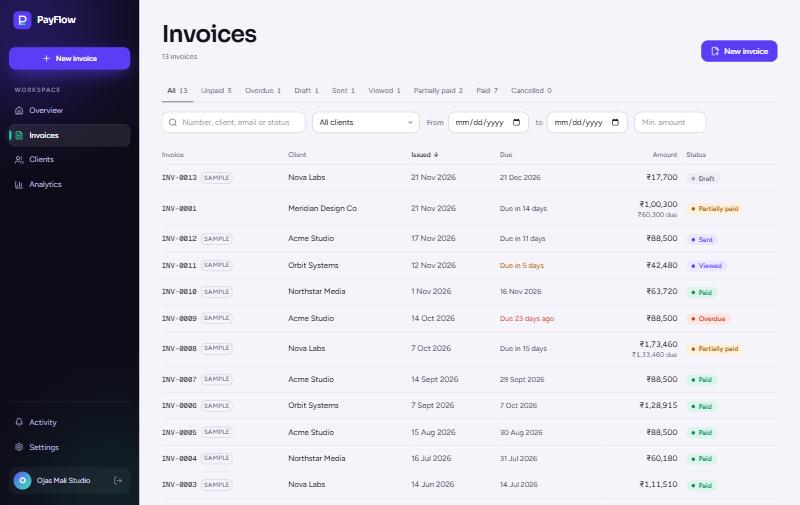 PayFlow
New invoice
WORKSPACE
Overview
Invoices
Clients
Analytics
Activity
Settings
O Ojas Mali Studio
Invoices
13 invoices
New invoice
All 13 Unpaid 5 Overdue 1 Draft 1 Sent 1 Viewed 1 Partially paid 2 Paid 7 Cancelled 0
Number, client, email or status All clients From mm/dd/yyyy to mm/dd/yyyy Min. amount
Invoice Client Issued ↓ Due Amount Status
INV-0013 SAMPLE Nova Labs 21 Nov 2026 21 Dec 2026 ₹17,700 Draft
INV-0001 Meridian Design Co 21 Nov 2026 Due in 14 days ₹1,00,300 Partially paid
₹60,300 due
INV-0012 SAMPLE Acme Studio 17 Nov 2026 Due in 11 days ₹88,500 Sent
INV-0011 SAMPLE Orbit Systems 12 Nov 2026 Due in 5 days ₹42,480 Viewed
INV-0010 SAMPLE Northstar Media 1 Nov 2026 16 Nov 2026 ₹63,720 Paid
INV-0009 SAMPLE Acme Studio 14 Oct 2026 Due 23 days ago ₹88,500 Overdue
INV-0008 SAMPLE Nova Labs 7 Oct 2026 Due in 15 days ₹1,73,460 Partially paid
₹1,33,460 due
INV-0007 SAMPLE Acme Studio 14 Sept 2026 29 Sept 2026 ₹88,500 Paid
INV-0006 SAMPLE Orbit Systems 7 Sept 2026 7 Oct 2026 ₹1,28,915 Paid
INV-0005 SAMPLE Acme Studio 15 Aug 2026 30 Aug 2026 ₹88,500 Paid
INV-0004 SAMPLE Northstar Media 16 Jul 2026 31 Jul 2026 ₹60,180 Paid
INV-0003 SAMPLE Nova Labs 14 Jun 2026 14 Jul 2026 ₹1,11,510 Paid